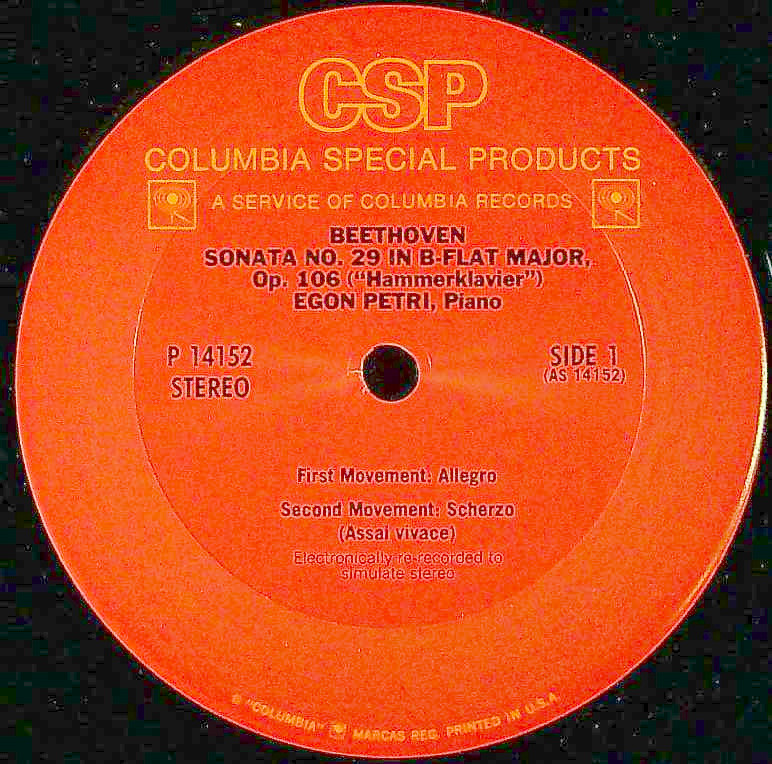 CSP
COLUMBIA SPECIAL PRODUCTS
A SERVICE OF COLUMBIA RECORDS
BEETHOVEN
SONATA NO. 29 IN B-FLAT MAJOR,
Op. 106 ("Hammerklavier")
EGON PETRI, Piano
P 14152
STEREO
SIDE 1
(AS 14152)
First Movement: Allegro
Second Movement: Scherzo
(Assai vivace)
Electronically re-recorded to
simulate stereo
® "COLUMBIA" MARCAS REG. PRINTED IN U.S.A.